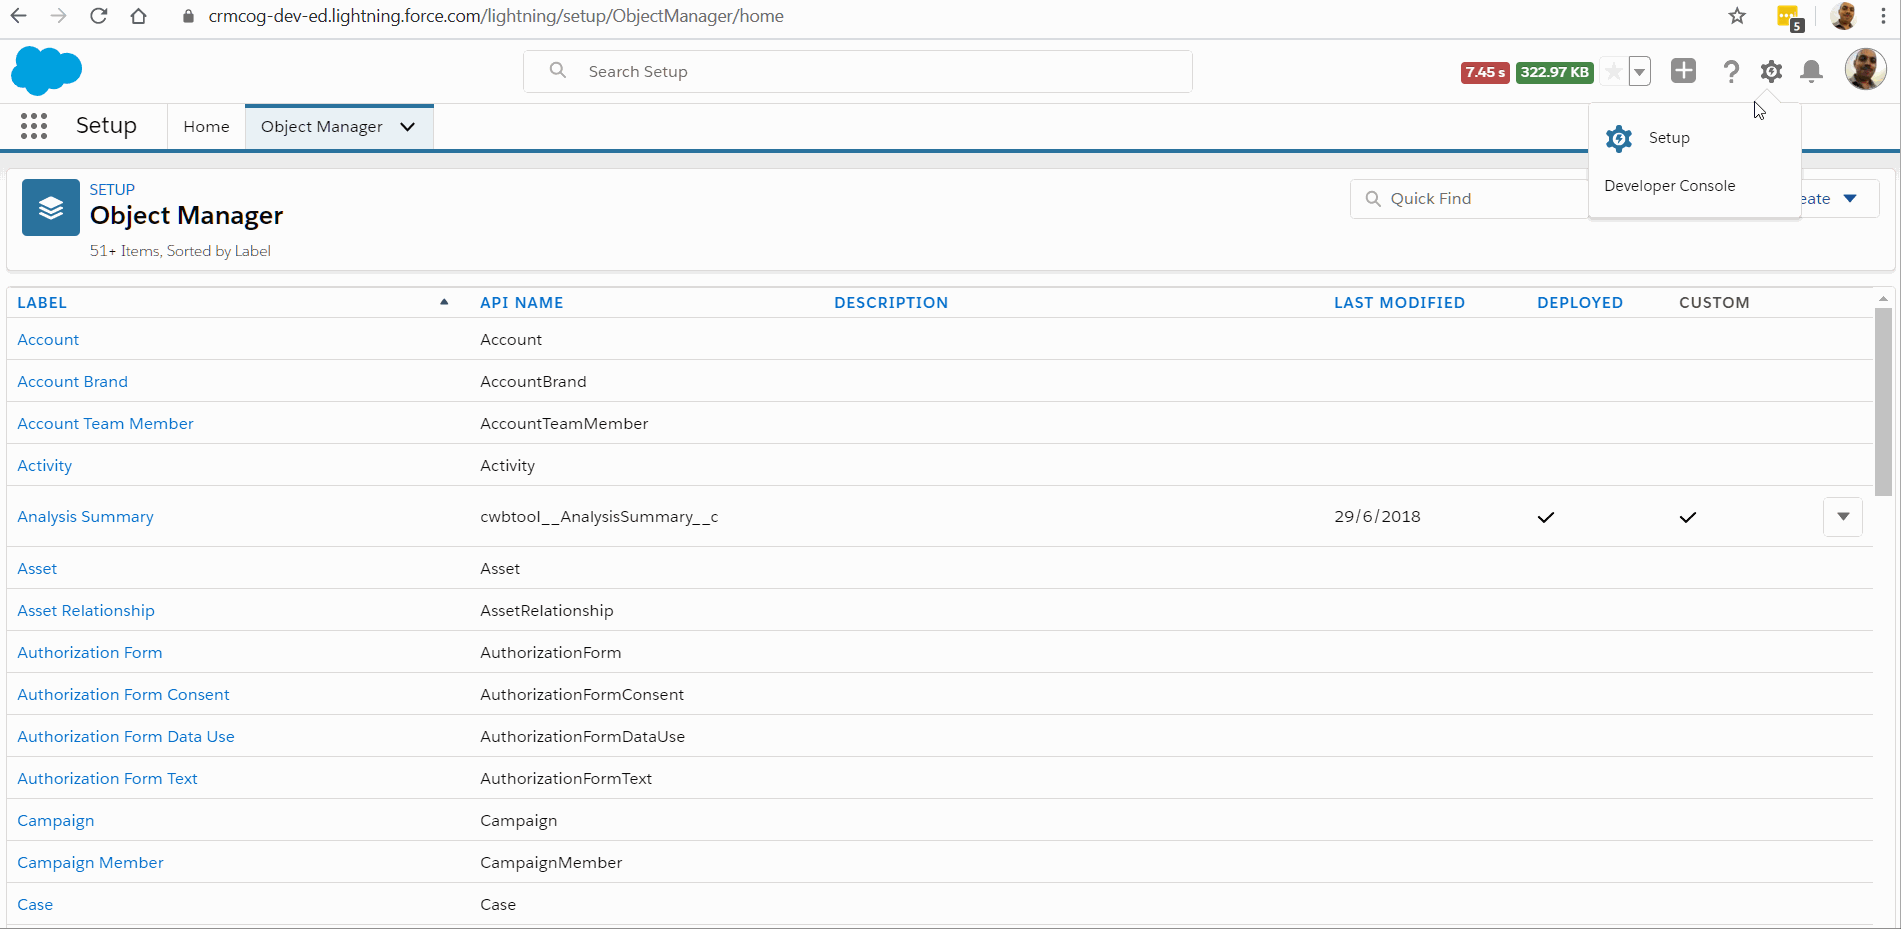 crmcog-dev-ed.lightning.force.com/lightning/setup/ObjectManager/home
5
Search Setup
7.45 s 322.97 KB
Setup Home Object Manager
Setup
Developer Console
SETUP
Object Manager
51+ Items, Sorted by Label
Quick Find
eate
LABEL API NAME DESCRIPTION LAST MODIFIED DEPLOYED CUSTOM
Account Account
Account Brand AccountBrand
Account Team Member AccountTeamMember
Activity Activity
Analysis Summary cwbtool__AnalysisSummary__c 29/6/2018
Asset Asset
Asset Relationship AssetRelationship
Authorization Form AuthorizationForm
Authorization Form Consent AuthorizationFormConsent
Authorization Form Data Use AuthorizationFormDataUse
Authorization Form Text AuthorizationFormText
Campaign Campaign
Campaign Member CampaignMember
Case Case